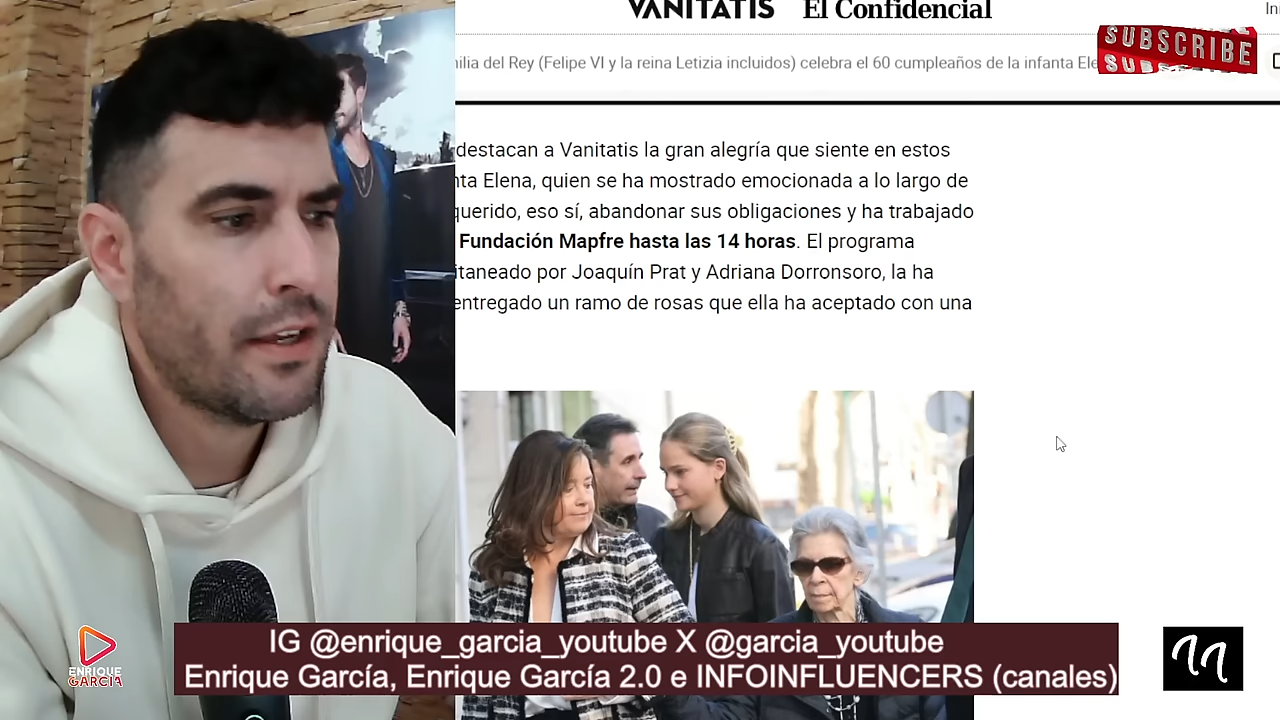 VANITATIS El Confidencial
SUBSCRIBE
milia del Rey (Felipe VI y la reina Letizia incluidos) celebra el 60 cumpleaños de la infanta Ele
destacan a Vanitatis la gran alegría que siente en estos
nta Elena, quien se ha mostrado emocionada a lo largo de
querido, eso sí, abandonar sus obligaciones y ha trabajado
Fundación Mapfre hasta las 14 horas. El programa
itaneado por Joaquín Prat y Adriana Dorronsoro, la ha
entregado un ramo de rosas que ella ha aceptado con una
IG @enrique_garcia_youtube X @garcia_youtube
Enrique García, Enrique García 2.0 e INFOINFLUENCERS (canales)
ENRIQUE
GARCÍA